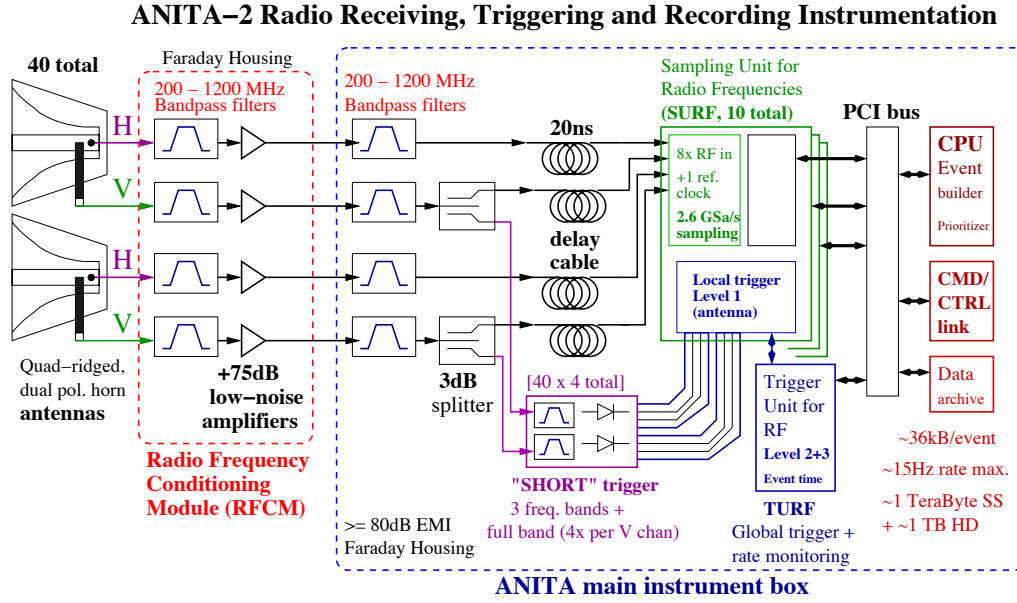 ANITA−2 Radio Receiving, Triggering and Recording Instrumentation
40 total
Faraday Housing
200 − 1200 MHz
Bandpass filters
200 − 1200 MHz
Bandpass filters
H
V
H
V
Quad−ridged,
dual pol. horn
antennas
+75dB
low−noise
amplifiers
Radio Frequency
Conditioning
Module (RFCM)
20ns
delay
cable
3dB
splitter
Sampling Unit for
Radio Frequencies
(SURF, 10 total)
8x RF in
+1 ref.
clock
2.6 GSa/s
sampling
Local trigger
Level 1
(antenna)
[40 x 4 total]
"SHORT" trigger
3 freq. bands +
full band (4x per V chan)
>= 80dB EMI
Faraday Housing
Trigger
Unit for
RF
Level 2+3
Event time
TURF
Global trigger +
rate monitoring
PCI bus
CPU
Event
builder
Prioritizer
CMD/
CTRL
link
Data
archive
~36kB/event
~15Hz rate max.
~1 TeraByte SS
+ ~1 TB HD
ANITA main instrument box